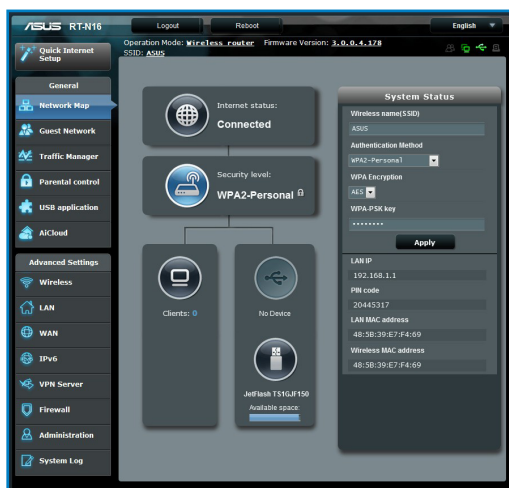 ASUS RT-N16
Logout
Reboot
English
Quick Internet
Setup
Operation Mode: Wireless router Firmware Version: 3.0.0.4.178
SSID: ASUS
General
Network Map
Guest Network
Traffic Manager
Parental control
USB application
AiCloud
Advanced Settings
Wireless
LAN
WAN
IPv6
VPN Server
Firewall
Administration
System Log
Internet status:
Connected
Security level:
WPA2-Personal
Clients: 0
No Device
JetFlash TS1GJF150
Available space:
System Status
Wireless name(SSID)
ASUS
Authentication Method
WPA2-Personal
WPA Encryption
AES
WPA-PSK key
••••••••
Apply
LAN IP
192.168.1.1
PIN code
20445317
LAN MAC address
48:5B:39:E7:F4:69
Wireless MAC address
48:5B:39:E7:F4:69